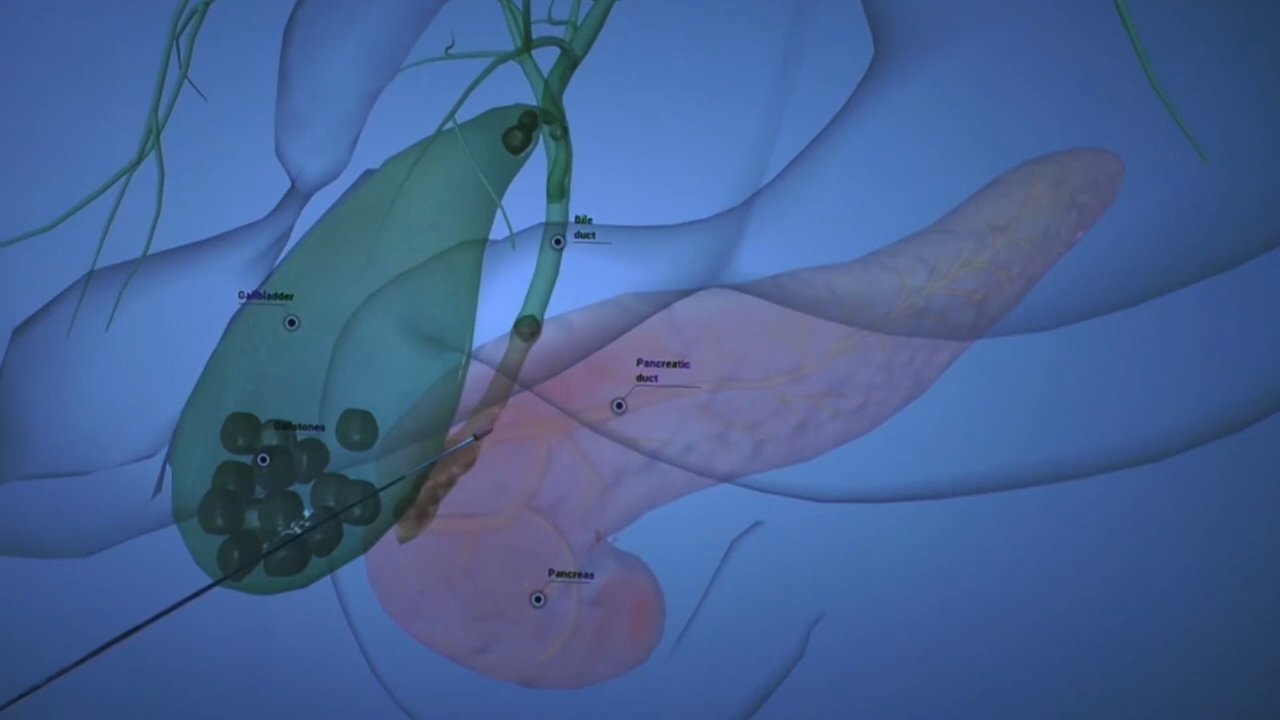 Bile
duct
Gallbladder
Pancreatic
duct
Gallstones
Pancreas